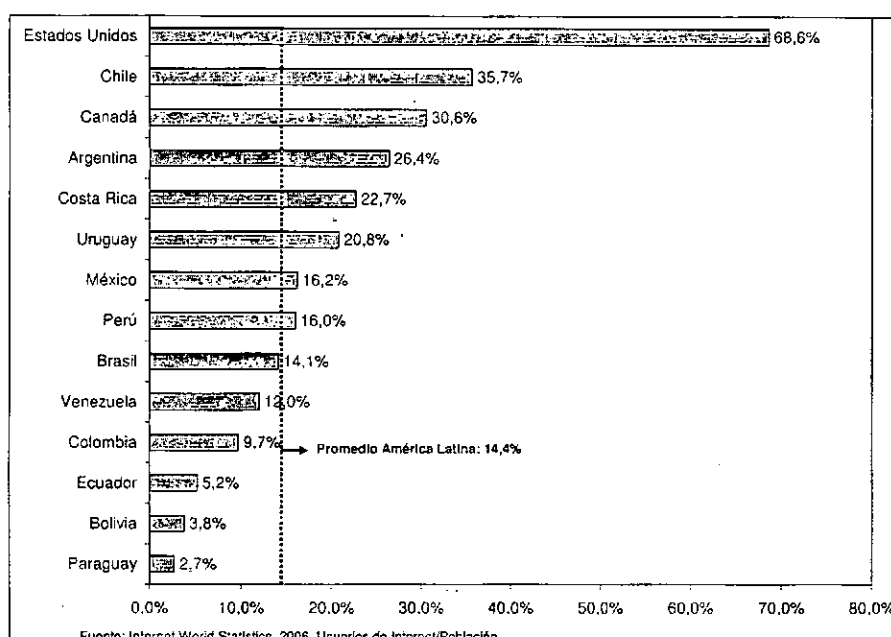 Estados Unidos 68,6%
Chile 35,7%
Canadá 30,6%
Argentina 26,4%
Costa Rica 22,7%
Uruguay 20,8%
México 16,2%
Perú 16,0%
Brasil 14,1%
Venezuela 12,0%
Colombia 9,7% Promedio América Latina: 14,4%
Ecuador 5,2%
Bolivia 3,8%
Paraguay 2,7%
0.0% 10,0% 20,0% 30.0% 40.0% 50.0% 60.0% 70.0% 80.0%
Fuente: Internet World Statistics, 2006. Usuarios de Internet/Población